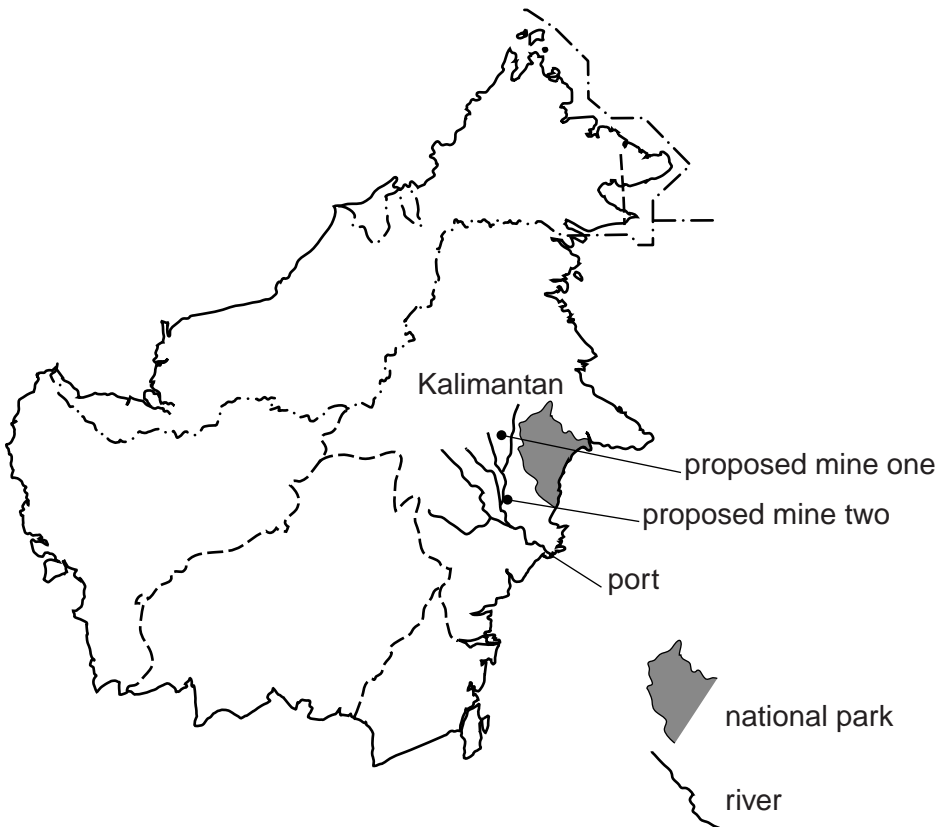 Kalimantan
proposed mine one
proposed mine two
port
national park
river